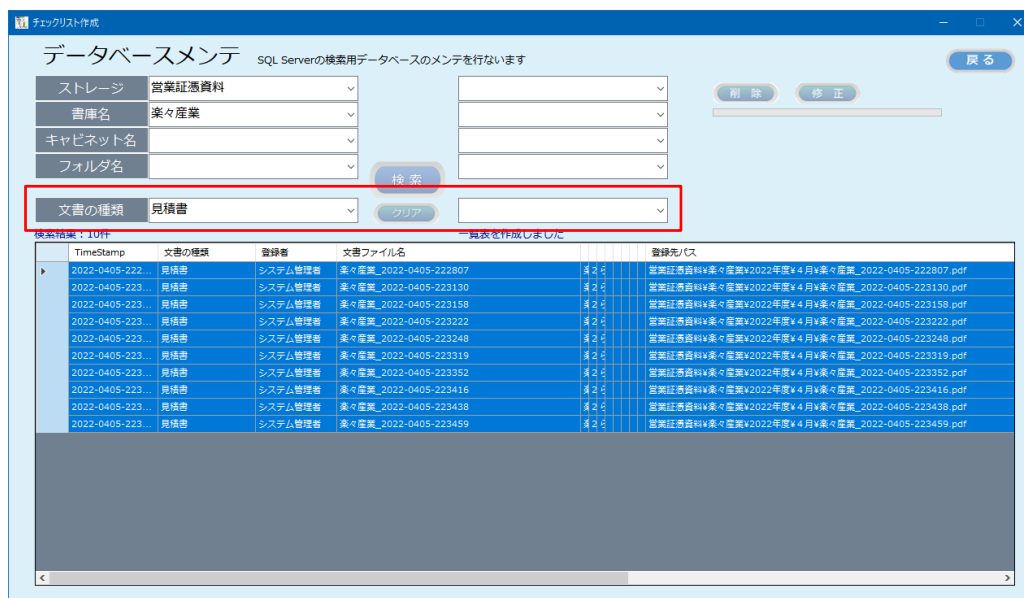 チェックリスト作成
データベースメンテ SQL Serverの検索用データベースのメンテを行ないます
戻る
ストレージ 営業証憑資料 削除 修正
書庫名 楽々産業
キャビネット名
フォルダ名
検索
文書の種類 見積書 クリア
検索結果：10件 一覧表を作成しました
TimeStamp 文書の種類 登録者 文書ファイル名 登録先パス
2022-0405-222... 見積書 システム管理者 楽々産業_2022-0405-222807 楽 2 ら 営業証憑資料¥楽々産業¥2022年度¥４月¥楽々産業_2022-0405-222807.pdf
2022-0405-223... 見積書 システム管理者 楽々産業_2022-0405-223130 楽 2 ら 営業証憑資料¥楽々産業¥2022年度¥４月¥楽々産業_2022-0405-223130.pdf
2022-0405-223... 見積書 システム管理者 楽々産業_2022-0405-223158 楽 2 ら 営業証憑資料¥楽々産業¥2022年度¥４月¥楽々産業_2022-0405-223158.pdf
2022-0405-223... 見積書 システム管理者 楽々産業_2022-0405-223222 楽 2 ら 営業証憑資料¥楽々産業¥2022年度¥４月¥楽々産業_2022-0405-223222.pdf
2022-0405-223... 見積書 システム管理者 楽々産業_2022-0405-223248 楽 2 ら 営業証憑資料¥楽々産業¥2022年度¥４月¥楽々産業_2022-0405-223248.pdf
2022-0405-223... 見積書 システム管理者 楽々産業_2022-0405-223319 楽 2 ら 営業証憑資料¥楽々産業¥2022年度¥４月¥楽々産業_2022-0405-223319.pdf
2022-0405-223... 見積書 システム管理者 楽々産業_2022-0405-223352 楽 2 ら 営業証憑資料¥楽々産業¥2022年度¥４月¥楽々産業_2022-0405-223352.pdf
2022-0405-223... 見積書 システム管理者 楽々産業_2022-0405-223416 楽 2 ら 営業証憑資料¥楽々産業¥2022年度¥４月¥楽々産業_2022-0405-223416.pdf
2022-0405-223... 見積書 システム管理者 楽々産業_2022-0405-223438 楽 2 ら 営業証憑資料¥楽々産業¥2022年度¥４月¥楽々産業_2022-0405-223438.pdf
2022-0405-223... 見積書 システム管理者 楽々産業_2022-0405-223459 楽 2 ら 営業証憑資料¥楽々産業¥2022年度¥４月¥楽々産業_2022-0405-223459.pdf